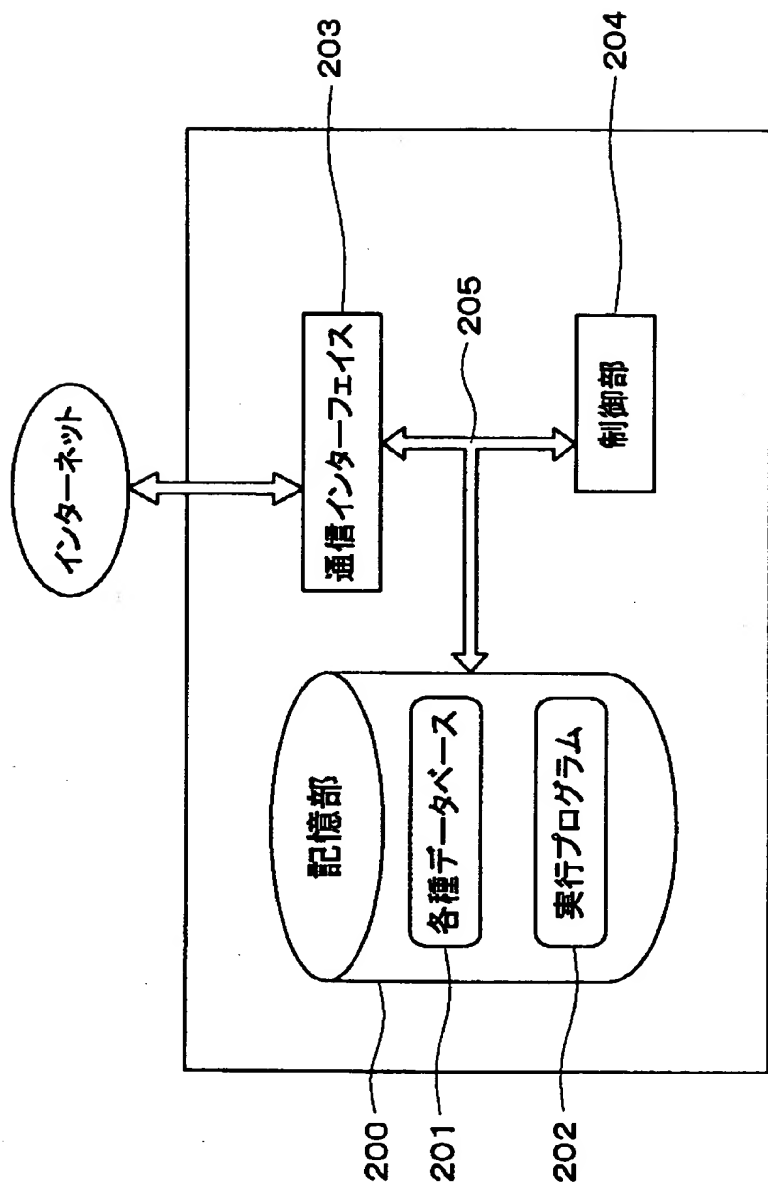 インターネット
203
通信インターフェイス
205
204
制御部
記憶部
各種データベース
実行プログラム
200
201
202